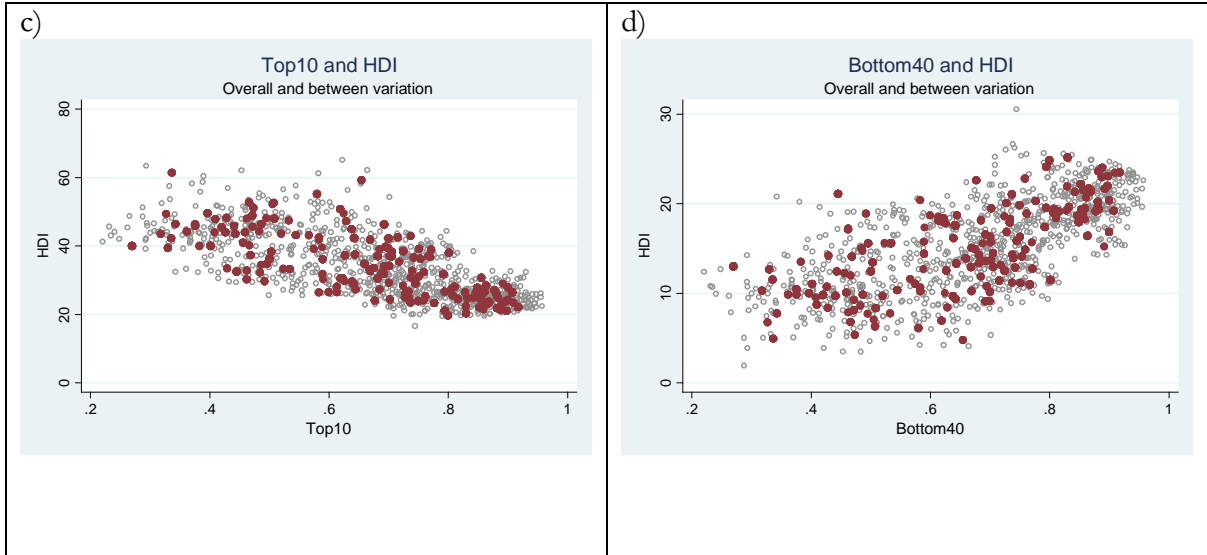 c)
Top10 and HDI
Overall and between variation
80
60
40
20
0
HDI
.2 .4 .6 .8 1
Top10
d)
Bottom40 and HDI
Overall and between variation
30
20
10
0
HDI
.2 .4 .6 .8 1
Bottom40